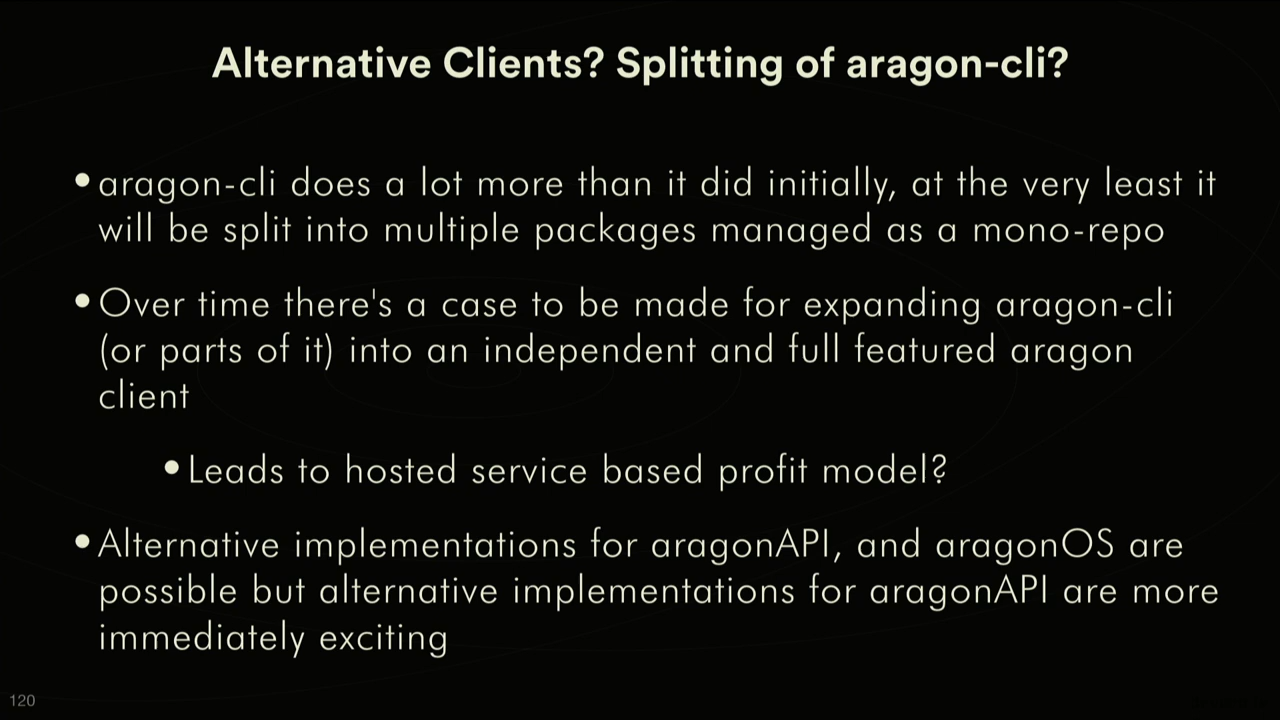 Alternative Clients? Splitting of aragon-cli?
•aragon-cli does a lot more than it did initially, at the very least it
will be split into multiple packages managed as a mono-repo
•Over time there's a case to be made for expanding aragon-cli
(or parts of it) into an independent and full featured aragon
client
•Leads to hosted service based profit model?
•Alternative implementations for aragonAPI, and aragonOS are
possible but alternative implementations for aragonAPI are more
immediately exciting
120